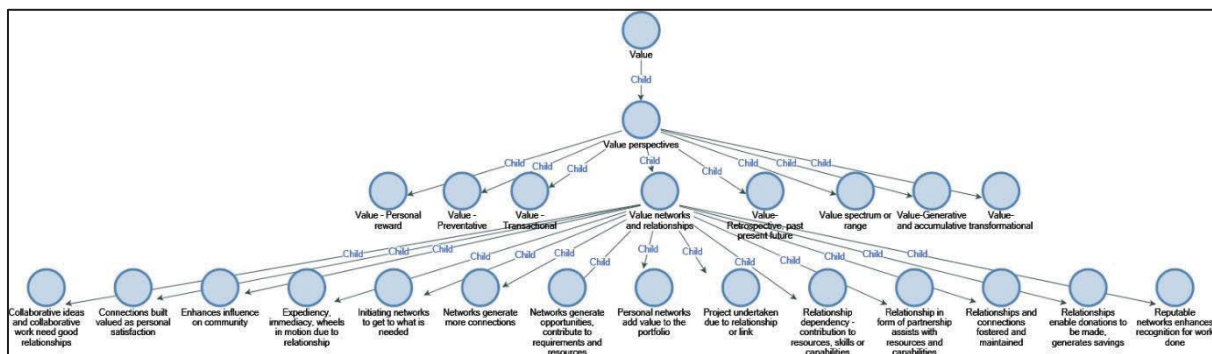 Value
Child
Value perspectives
Child
Child
Child
Child
Child
Child
Child
Child
Value - Personal
reward
Value -
Preventative
Value -
Transactional
Value networks
and relationships
Value-
Retrospective, past
present future
Value spectrum or
range
Value-Generative
and accumulative
Value-
transformational
Child
Child
Child
Child
Child
Child
Child
Child
Child
Child
Child
Child
Child
Child
Collaborative ideas
and collaborative
work need good
relationships
Connections built
valued as personal
satisfaction
Enhances influence
on community
Expediency,
immediacy, wheels
in motion due to
relationship
Initiating networks
to get to what is
needed
Networks generate
more connections
Networks generate
opportunities,
contribute to
requirements and
resources
Personal networks
add value to the
portfolio
Project undertaken
due to relationship
or link
Relationship
dependency -
contribution to
resources, skills or
capabilities
Relationship in
form of partnership
assists with
resources and
capabilities
Relationships and
connections
fostered and
maintained
Relationships
enable donations to
be made,
generates savings
Reputable
networks enhances
recognition for work
done